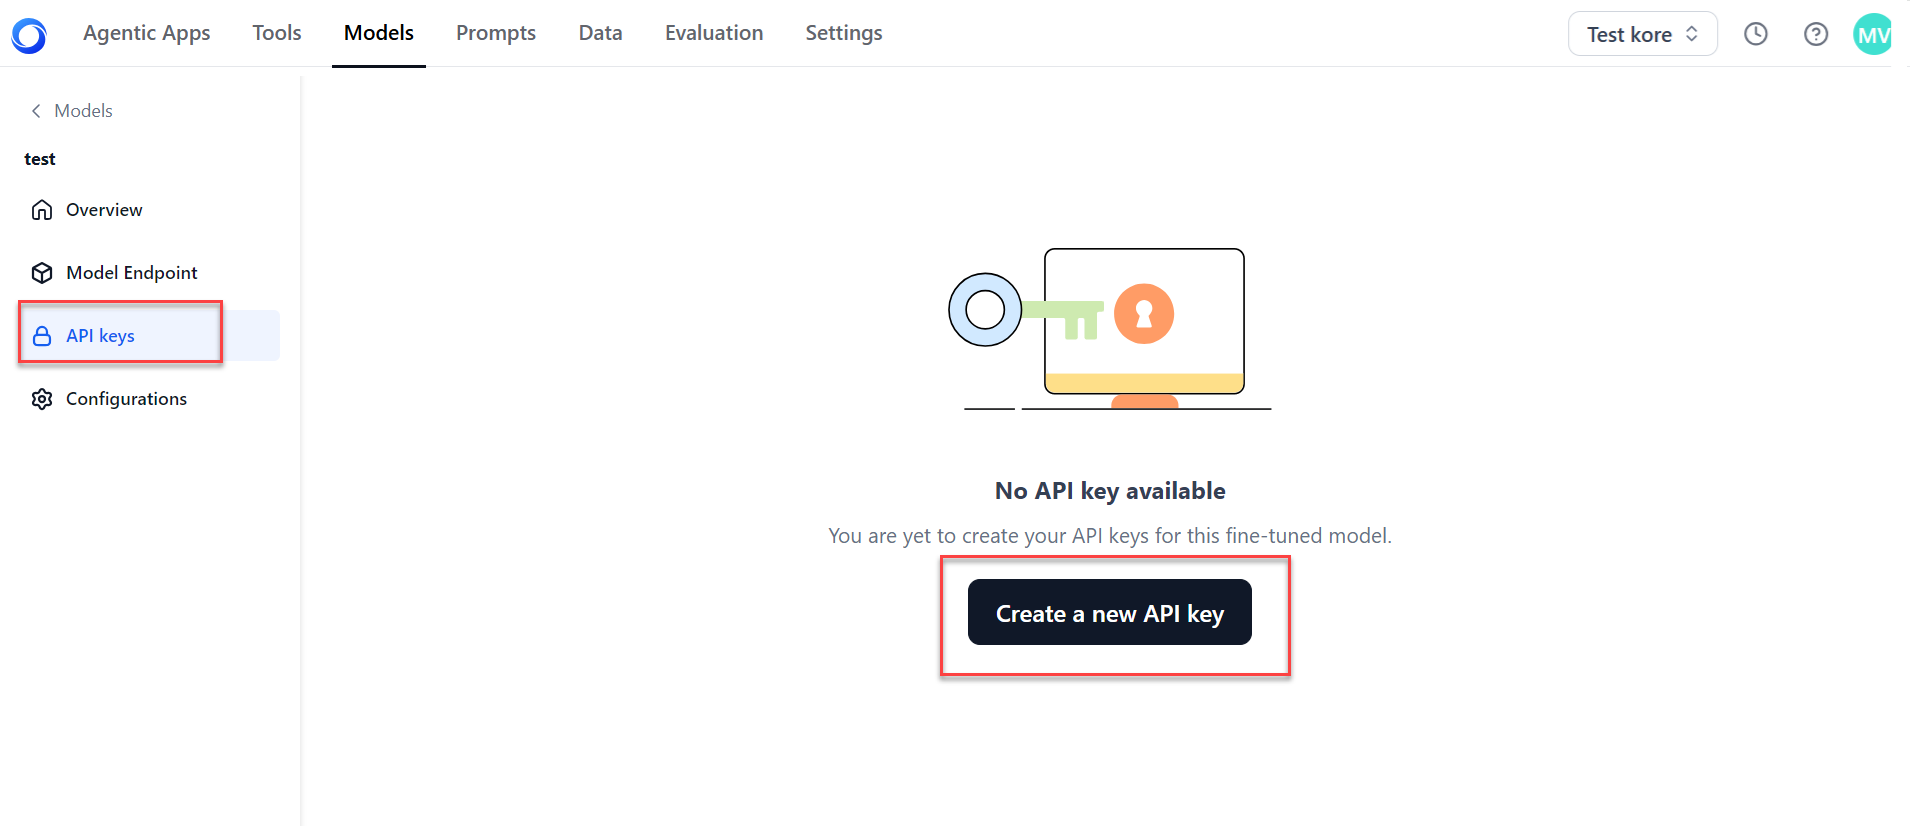 Agentic Apps Tools Models Prompts Data Evaluation Settings Test kore MV
Models
test
Overview
Model Endpoint
API keys
Configurations
No API key available
You are yet to create your API keys for this fine-tuned model.
Create a new API key